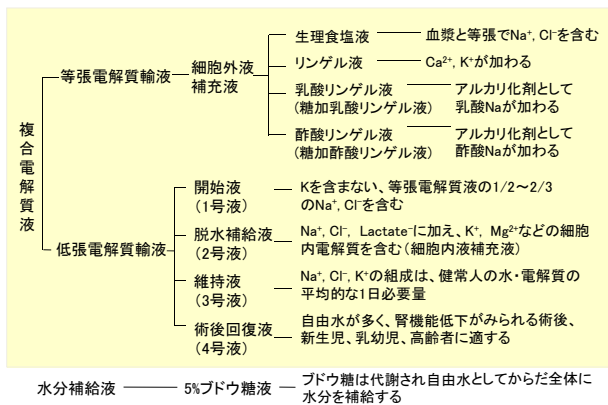 複合電解質液
等張電解質輸液
細胞外液
補充液
生理食塩液
血漿と等張でNa⁺, Cl⁻を含む
リンゲル液
Ca²⁺, K⁺が加わる
乳酸リンゲル液
(糖加乳酸リンゲル液)
アルカリ化剤として
乳酸Naが加わる
酢酸リンゲル液
(糖加酢酸リンゲル液)
アルカリ化剤として
酢酸Naが加わる
低張電解質輸液
開始液
(1号液)
Kを含まない、等張電解質液の1/2～2/3
のNa⁺, Cl⁻を含む
脱水補給液
(2号液)
Na⁺, Cl⁻, Lactate⁻に加え、K⁺, Mg²⁺などの細胞
内電解質を含む(細胞内液補充液)
維持液
(3号液)
Na⁺, Cl⁻, K⁺の組成は、健常人の水・電解質の
平均的な1日必要量
術後回復液
(4号液)
自由水が多く、腎機能低下がみられる術後、
新生児、乳幼児、高齢者に適する
水分補給液
5%ブドウ糖液
ブドウ糖は代謝され自由水としてからだ全体に
水分を補給する